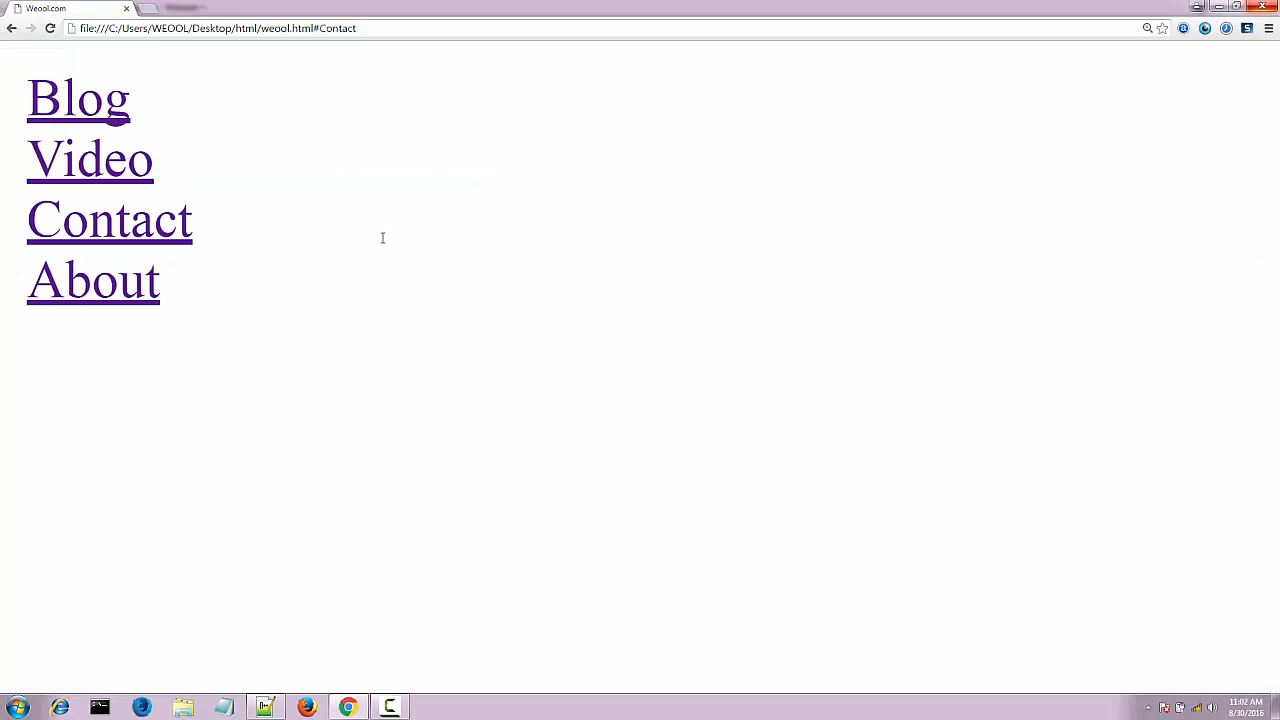 Weool.com
file:///C:/Users/WEOOL/Desktop/html/weool.html#Contact
Blog
Video
Contact
About
11:02 AM
8/30/2016